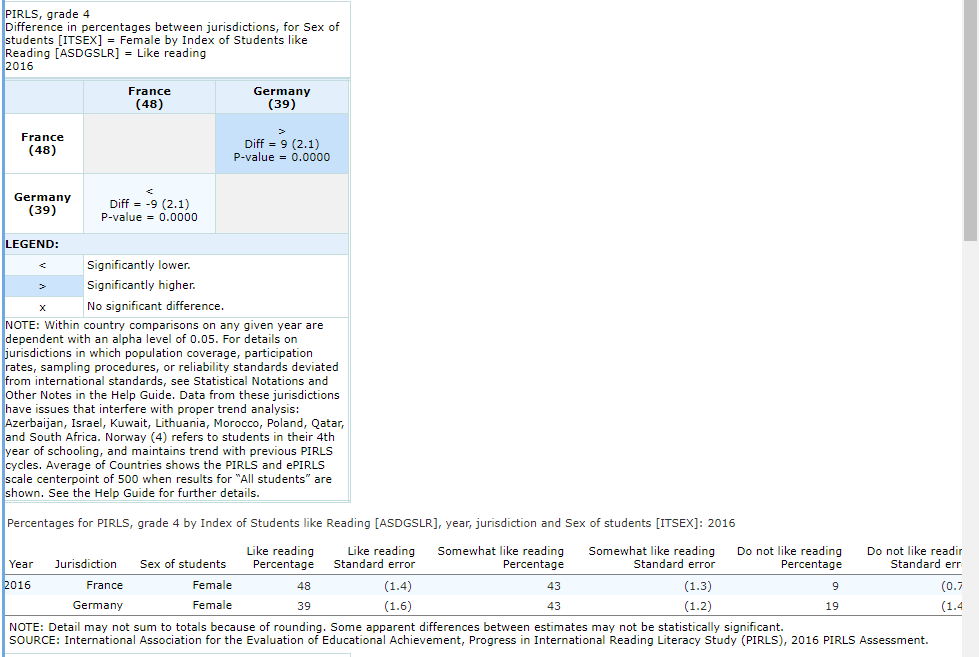 PIRLS, grade 4
Difference in percentages between jurisdictions, for Sex of
students [ITSEX] = Female by Index of Students like
Reading [ASDGSLR] = Like reading
2016
France
(48)
Germany
(39)
France
(48)
>
Diff = 9 (2.1)
P-value = 0.0000
Germany
(39)
<
Diff = -9 (2.1)
P-value = 0.0000
LEGEND:
< Significantly lower.
> Significantly higher.
x No significant difference.
NOTE: Within country comparisons on any given year are
dependent with an alpha level of 0.05. For details on
jurisdictions in which population coverage, participation
rates, sampling procedures, or reliability standards deviated
from international standards, see Statistical Notations and
Other Notes in the Help Guide. Data from these jurisdictions
have issues that interfere with proper trend analysis:
Azerbaijan, Israel, Kuwait, Lithuania, Morocco, Poland, Qatar,
and South Africa. Norway (4) refers to students in their 4th
year of schooling, and maintains trend with previous PIRLS
cycles. Average of Countries shows the PIRLS and ePIRLS
scale centerpoint of 500 when results for "All students" are
shown. See the Help Guide for further details.
Percentages for PIRLS, grade 4 by Index of Students like Reading [ASDGSLR], year, jurisdiction and Sex of students [ITSEX]: 2016
Year Jurisdiction Sex of students Like reading Percentage Like reading Standard error Somewhat like reading Percentage Somewhat like reading Standard error Do not like reading Percentage Do not like readin Standard err
2016 France Female 48 (1.4) 43 (1.3) 9 (0.7
Germany Female 39 (1.6) 43 (1.2) 19 (1.4
NOTE: Detail may not sum to totals because of rounding. Some apparent differences between estimates may not be statistically significant.
SOURCE: International Association for the Evaluation of Educational Achievement, Progress in International Reading Literacy Study (PIRLS), 2016 PIRLS Assessment.